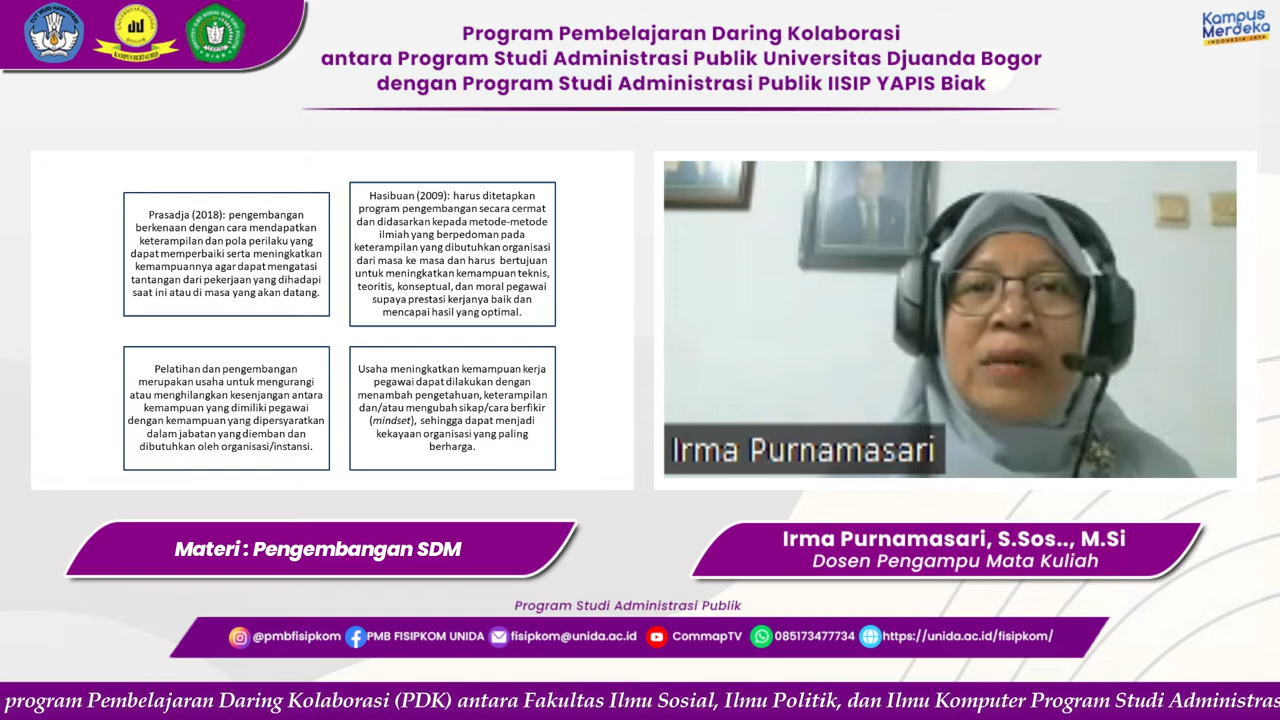 TUT WURI HANDAYANI
UNIVERSITAS DJUANDA
BOGOR
KAMPUS BERTAUHID
YAPIS
BIAK
Program Pembelajaran Daring Kolaborasi
antara Program Studi Administrasi Publik Universitas Djuanda Bogor
dengan Program Studi Administrasi Publik IISIP YAPIS Biak
Kampus
Merdeka
INDONESIA JAYA
Prasadja (2018): pengembangan
berkenaan dengan cara mendapatkan
keterampilan dan pola perilaku yang
dapat memperbaiki serta meningkatkan
kemampuannya agar dapat mengatasi
tantangan dari pekerjaan yang dihadapi
saat ini atau di masa yang akan datang.
Hasibuan (2009): harus ditetapkan
program pengembangan secara cermat
dan didasarkan kepada metode-metode
ilmiah yang berpedoman pada
keterampilan yang dibutuhkan organisasi
dari masa ke masa dan harus bertujuan
untuk meningkatkan kemampuan teknis,
teoritis, konseptual, dan moral pegawai
supaya prestasi kerjanya baik dan
mencapai hasil yang optimal.
Pelatihan dan pengembangan
merupakan usaha untuk mengurangi
atau menghilangkan kesenjangan antara
kemampuan yang dimiliki pegawai
dengan kemampuan yang dipersyaratkan
dalam jabatan yang diemban dan
dibutuhkan oleh organisasi/instansi.
Usaha meningkatkan kemampuan kerja
pegawai dapat dilakukan dengan
menambah pengetahuan, keterampilan
dan/atau mengubah sikap/cara berfikir
(mindset), sehingga dapat menjadi
kekayaan organisasi yang paling
berharga.
Irma Purnamasari
Materi : Pengembangan SDM
Irma Purnamasari, S.Sos.., M.Si
Dosen Pengampu Mata Kuliah
Program Studi Administrasi Publik
@pmbfisipkom PMB FISIPKOM UNIDA fisipkom@unida.ac.id CommapTV 085173477734 https://unida.ac.id/fisipkom/
program Pembelajaran Daring Kolaborasi (PDK) antara Fakultas Ilmu Sosial, Ilmu Politik, dan Ilmu Komputer Program Studi Administras